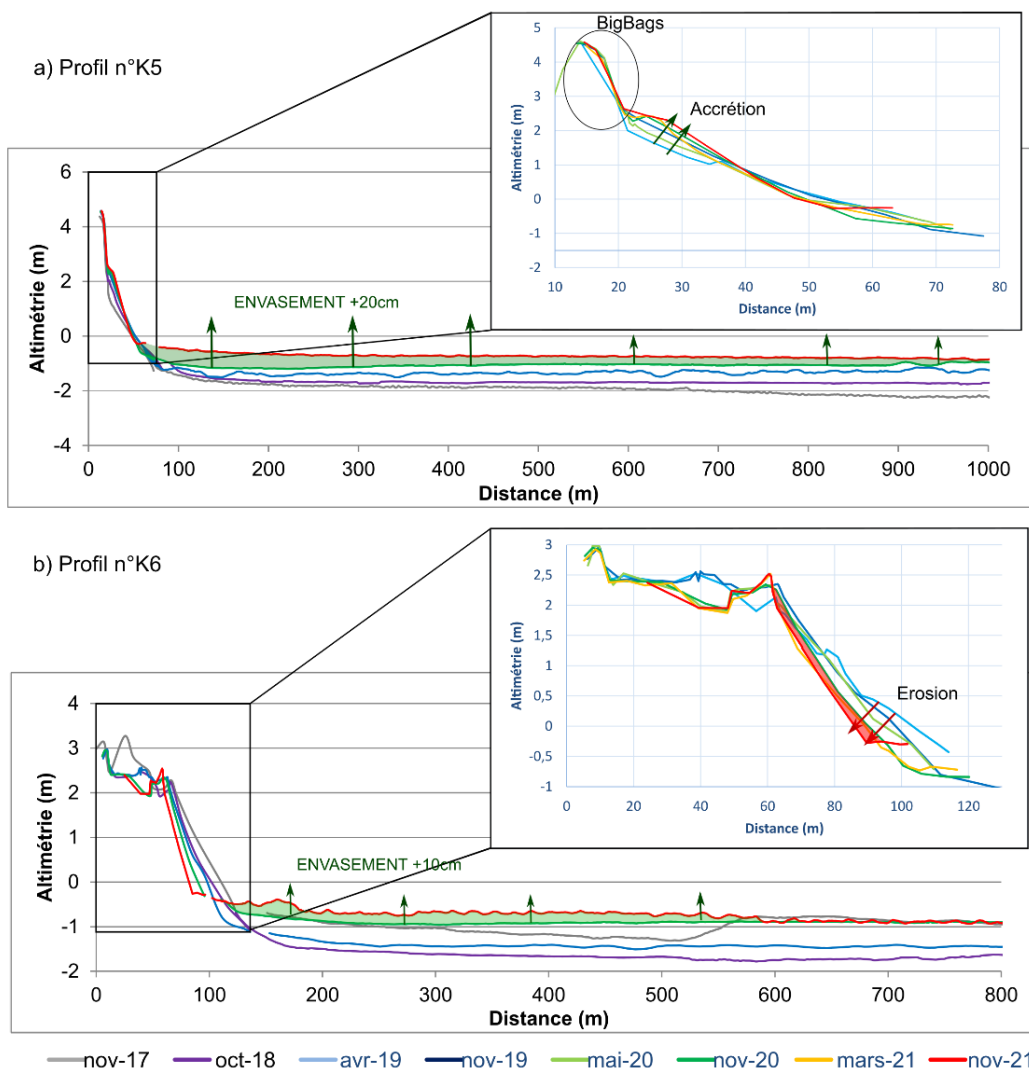 a) Profil n°K5
BigBags
Accrétion
Altimétrie (m)
5
4
3
2
1
0
-1
-2
10 20 30 40 50 60 70 80
Distance (m)
ENVASEMENT +20cm
Altimétrie (m)
6
4
2
0
-2
-4
0 100 200 300 400 500 600 700 800 900 1000
Distance (m)
b) Profil n°K6
Erosion
Altimétrie (m)
3
2,5
2
1,5
1
0,5
0
-0,5
-1
0 20 40 60 80 100 120
Distance (m)
ENVASEMENT +10cm
Altimétrie (m)
4
3
2
1
0
-1
-2
0 100 200 300 400 500 600 700 800
Distance (m)
nov-17 oct-18 avr-19 nov-19 mai-20 nov-20 mars-21 nov-21